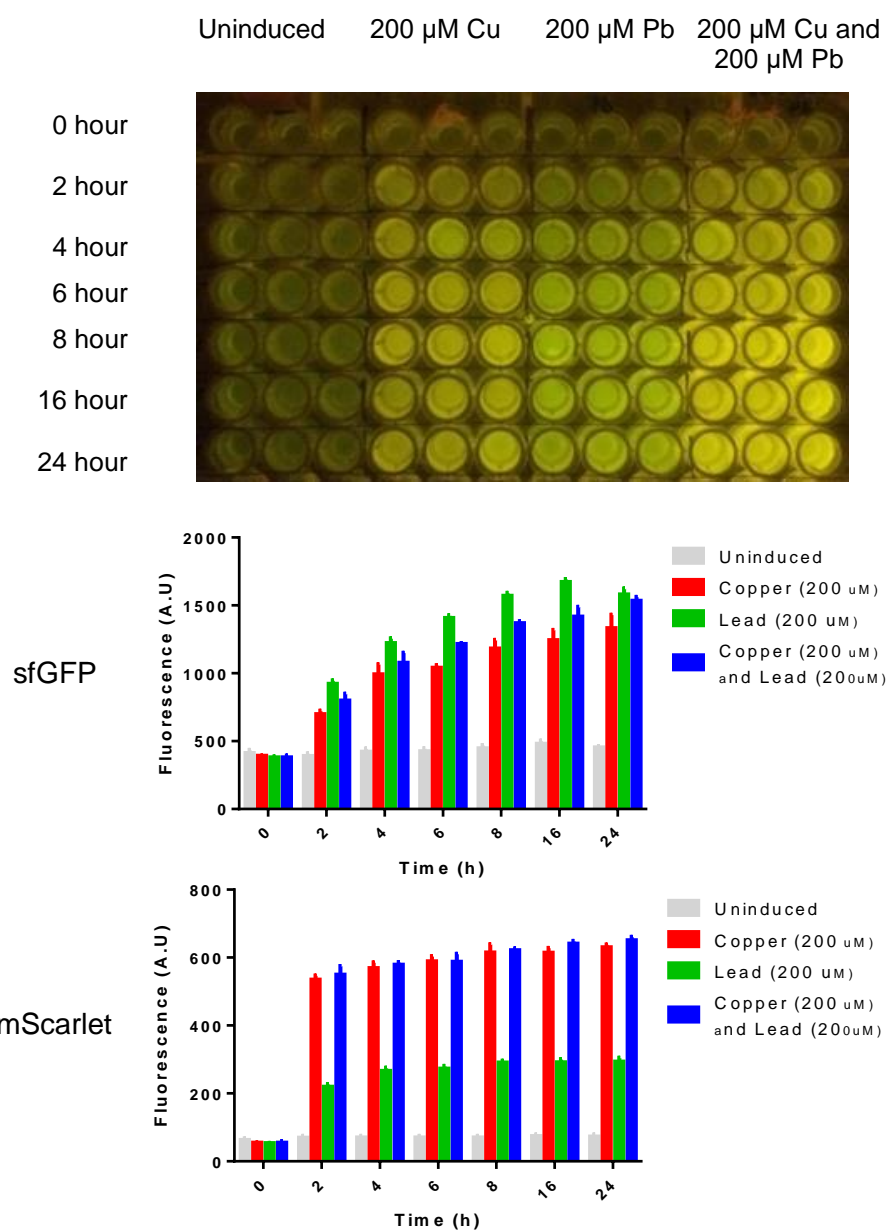 Uninduced 200 µM Cu 200 µM Pb 200 µM Cu and
200 µM Pb
0 hour
2 hour
4 hour
6 hour
8 hour
16 hour
24 hour
sfGFP
Fluorescence (A.U)
2000
1500
1000
500
0
0 2 4 6 8 16 24
Time (h)
Uninduced
Copper (200 uM)
Lead (200 uM)
Copper (200 uM)
and Lead (200uM)
mScarlet
Fluorescence (A.U)
800
600
400
200
0
0 2 4 6 8 16 24
Time (h)
Uninduced
Copper (200 uM)
Lead (200 uM)
Copper (200 uM)
and Lead (200uM)